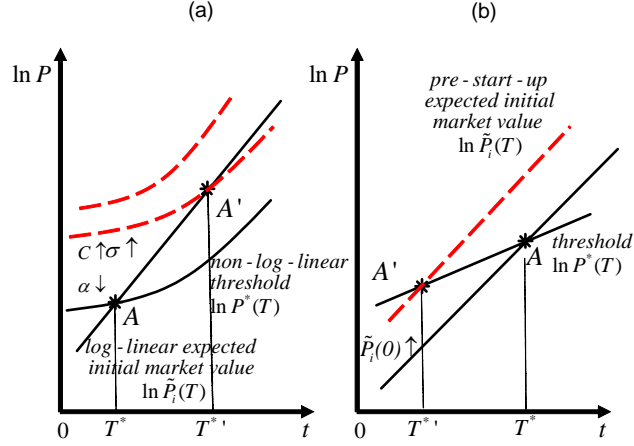 (a)
ln P
C ↑σ ↑
α ↓
A'
A
non - log - linear
threshold
ln P*(T)
log - linear expected
initial market value
ln P̃ᵢ(T)
0
T*
T*'
t
(b)
ln P
pre - start - up
expected initial
market value
ln P̃ᵢ(T)
A'
A
threshold
ln P*(T)
P̃ᵢ(0) ↑
0
T*'
T*
t